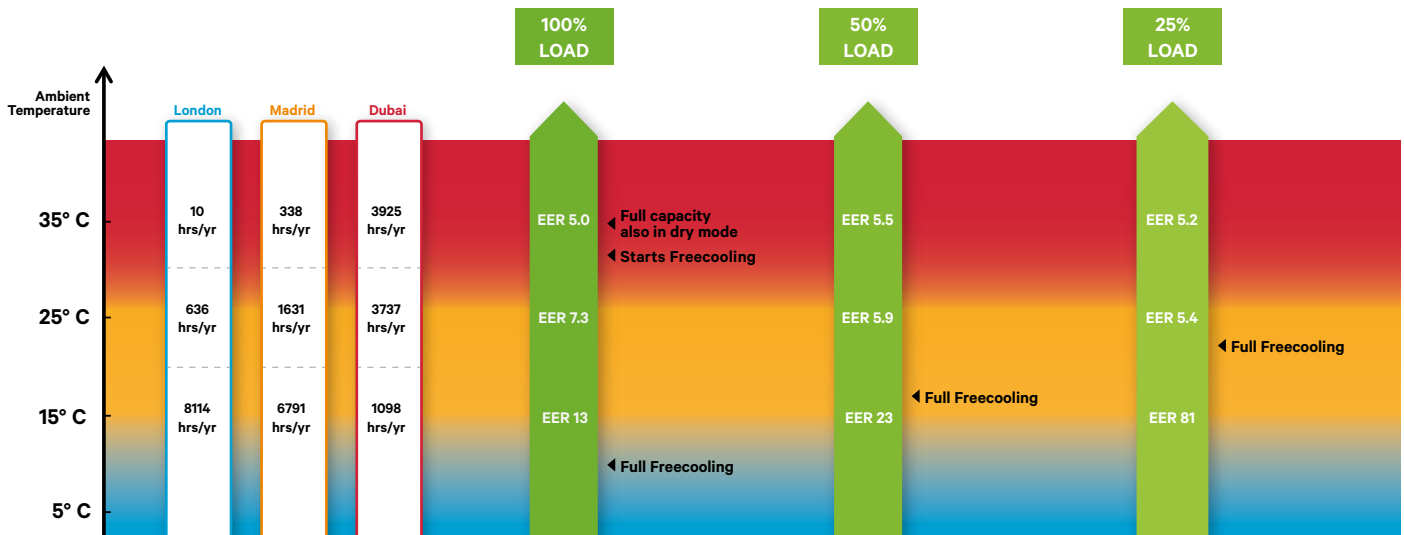 100%
LOAD
50%
LOAD
25%
LOAD
Ambient
Temperature
London
Madrid
Dubai
35° C
10
hrs/yr
338
hrs/yr
3925
hrs/yr
EER 5.0
Full capacity
also in dry mode
Starts Freecooling
EER 5.5
EER 5.2
25° C
636
hrs/yr
1631
hrs/yr
3737
hrs/yr
EER 7.3
EER 5.9
EER 5.4
Full Freecooling
Full Freecooling
15° C
8114
hrs/yr
6791
hrs/yr
1098
hrs/yr
EER 13
EER 23
EER 81
Full Freecooling
5° C